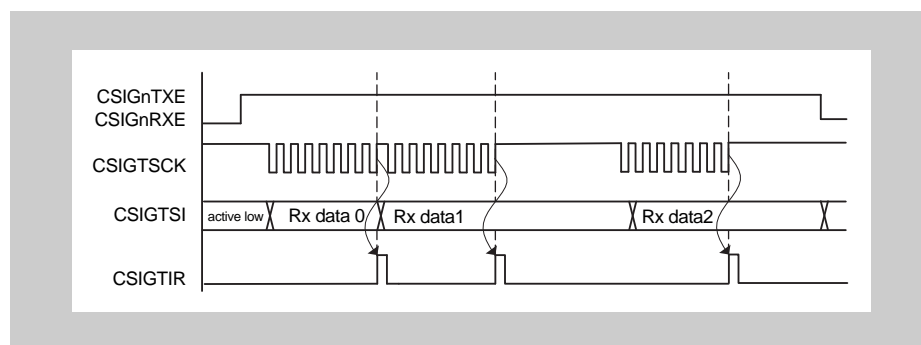 CSIGnTXE
CSIGnRXE
CSIGTSCK
CSIGTSI active low Rx data 0 Rx data1 Rx data2
CSIGTIR